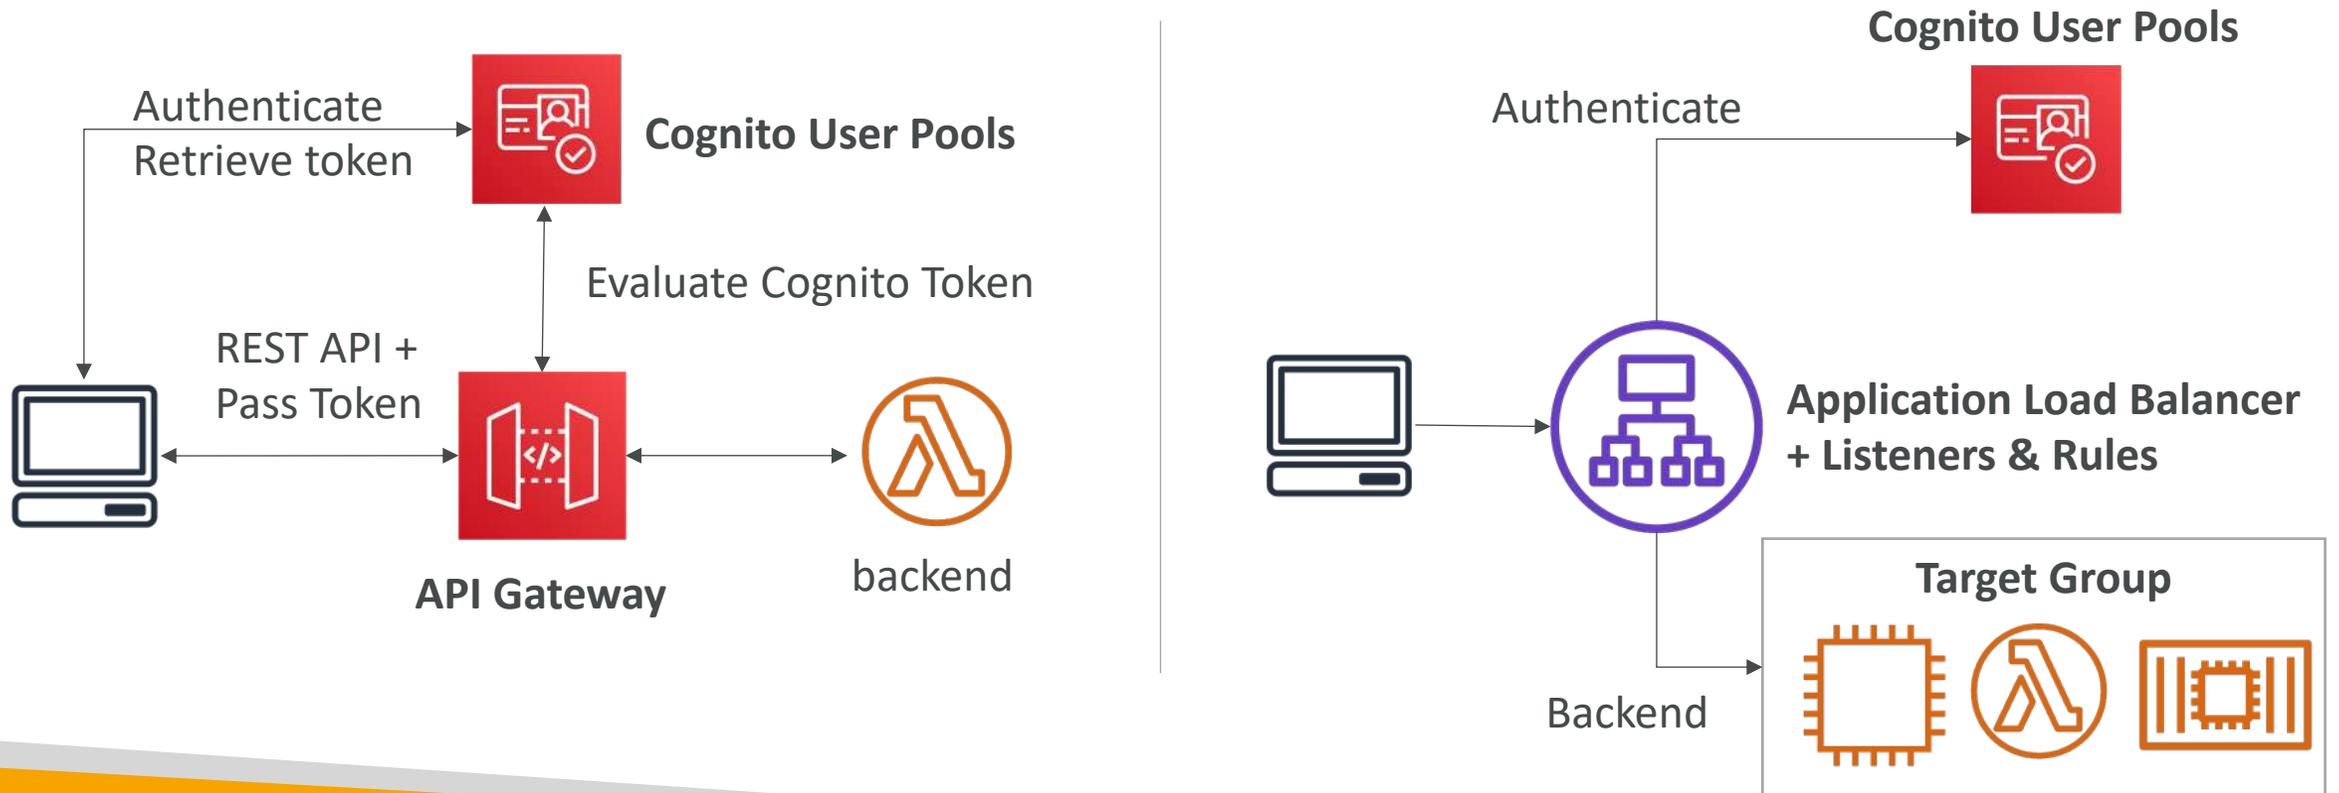 Authenticate
Retrieve token
Cognito User Pools
Evaluate Cognito Token
REST API +
Pass Token
</>
API Gateway
backend
Cognito User Pools
Authenticate
Application Load Balancer
+ Listeners & Rules
Target Group
Backend